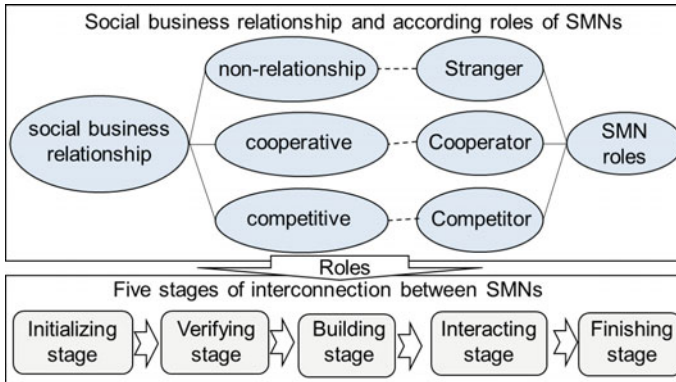 Social business relationship and according roles of SMNs
non-relationship
Stranger
social business
relationship
cooperative
Cooperator
SMN
roles
competitive
Competitor
Roles
Five stages of interconnection between SMNs
Initializing
stage
Verifying
stage
Building
stage
Interacting
stage
Finishing
stage